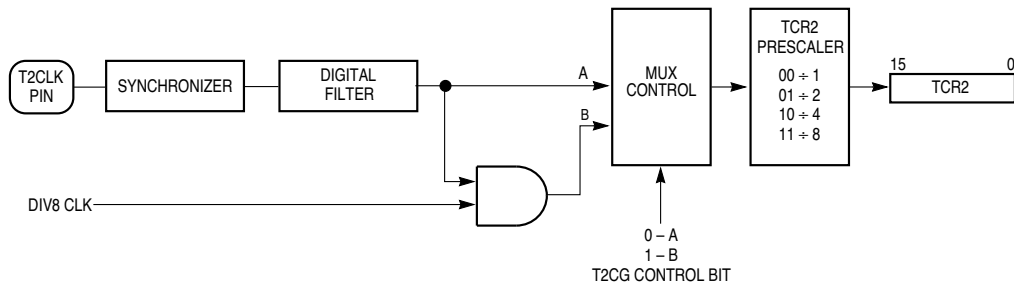 T2CLK
PIN
SYNCHRONIZER
DIGITAL
FILTER
A
B
DIV8 CLK
MUX
CONTROL
0 – A
1 – B
T2CG CONTROL BIT
TCR2
PRESCALER
00 ÷ 1
01 ÷ 2
10 ÷ 4
11 ÷ 8
15 0
TCR2